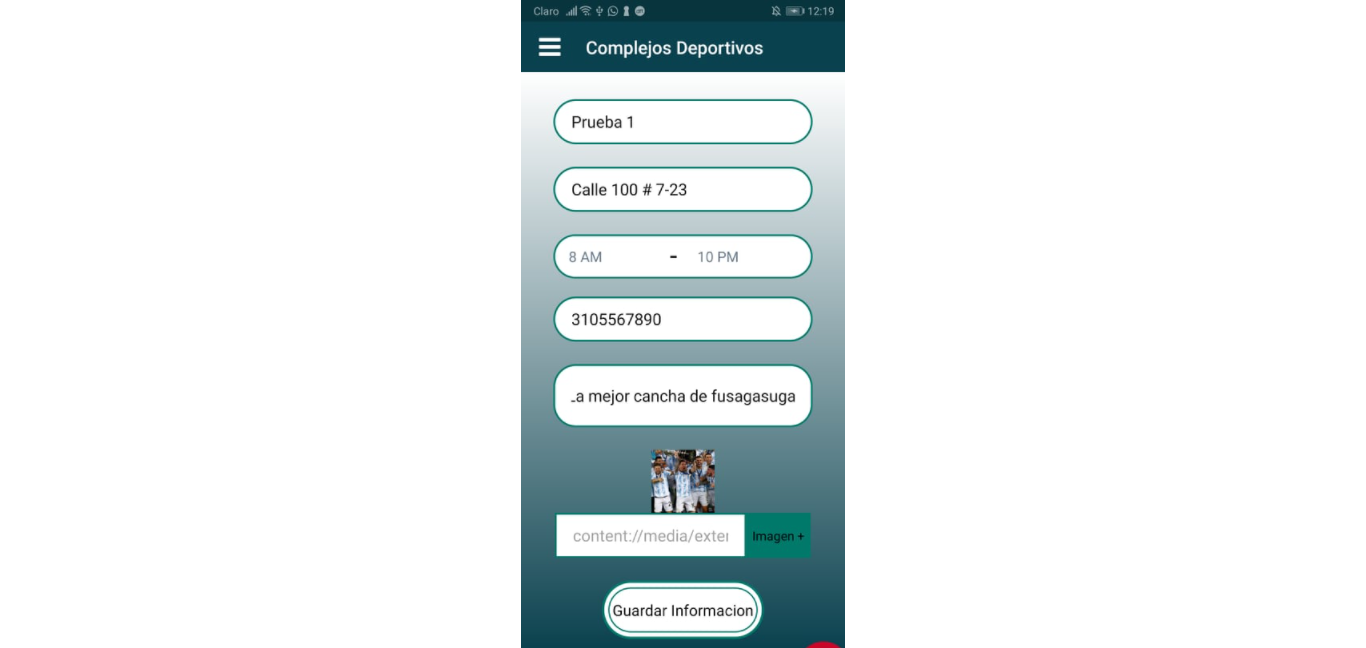 Claro 12:19
Complejos Deportivos
Prueba 1
Calle 100 # 7-23
8 AM - 10 PM
3105567890
La mejor cancha de fusagasuga
content://media/exter
Imagen +
Guardar Informacion